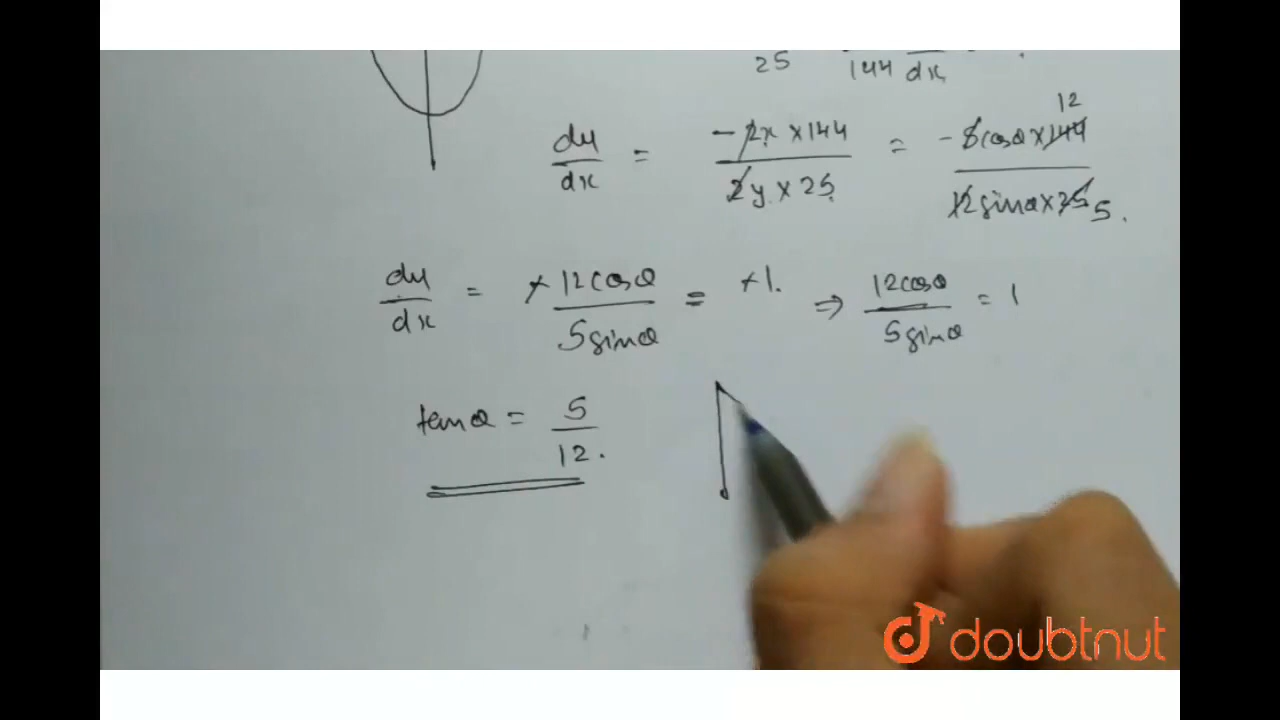 25 144 dx
dy/dx = -2x × 144 / 2y × 25 = -5cosθ × 144 / 12sinθ × 25 12 5.
dy/dx = +12cosθ / 5sinθ = +1. ⇒ 12cosθ / 5sinθ = 1
tanθ = 5/12.
doubtnut